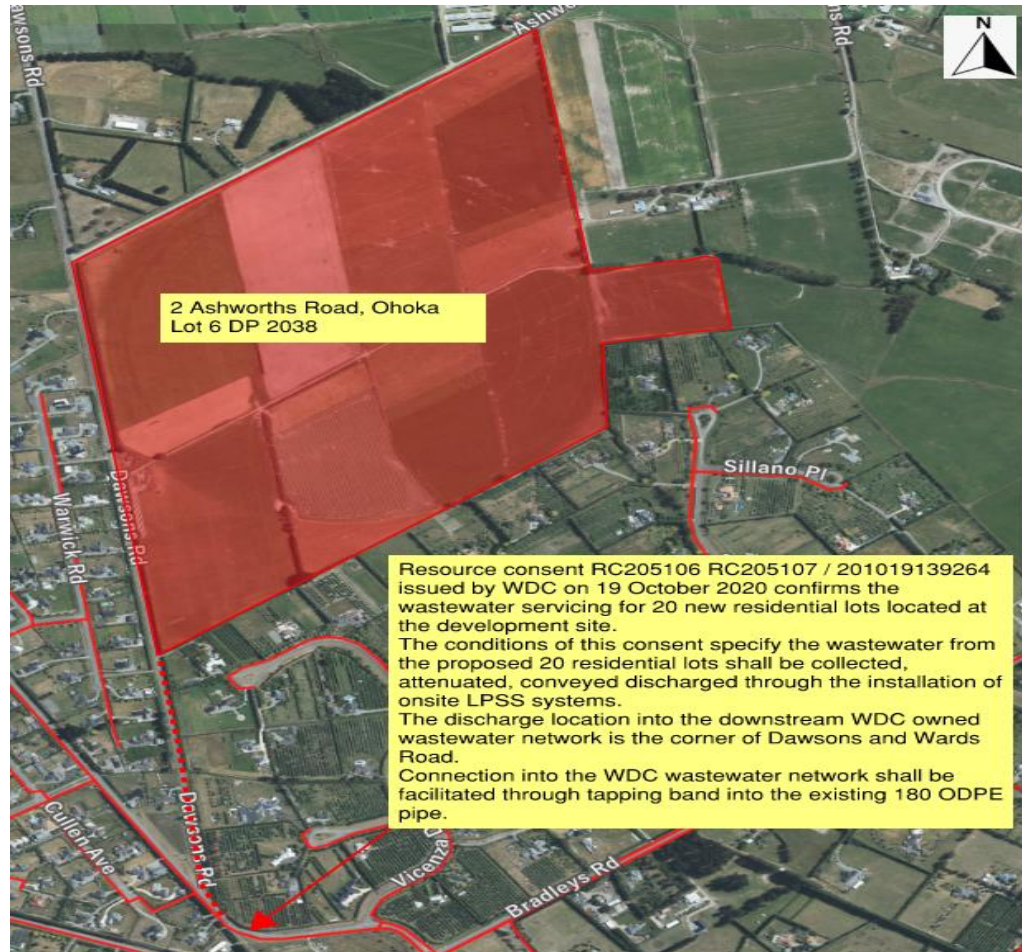 Dawsons Rd
Ashwo
Rd
N
2 Ashworths Road, Ohoka
Lot 6 DP 2038
Warwick Rd
Dawsons Rd
Sillano Pl
Resource consent RC205106 RC205107 / 201019139264
issued by WDC on 19 October 2020 confirms the
wastewater servicing for 20 new residential lots located at
the development site.
The conditions of this consent specify the wastewater from
the proposed 20 residential lots shall be collected,
attenuated, conveyed discharged through the installation of
onsite LPSS systems.
The discharge location into the downstream WDC owned
wastewater network is the corner of Dawsons and Wards
Road.
Connection into the WDC wastewater network shall be
facilitated through tapping band into the existing 180 ODPE
pipe.
Cullen Ave
Dawsons Rd
Vicenza
Bradleys Rd